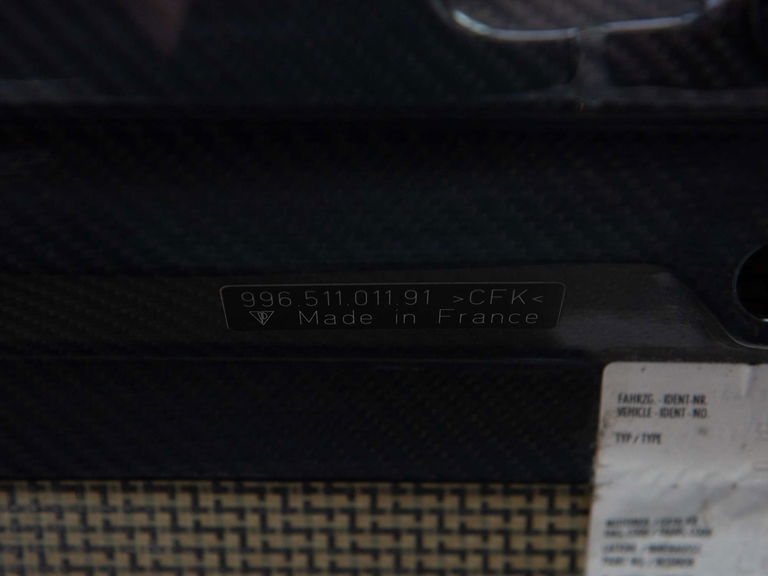 996.511.011.91 >CFK<
Made in France
FAHRZG. - IDENT-NR.
VEHICLE - IDENT - NO.
TYP / TYPE